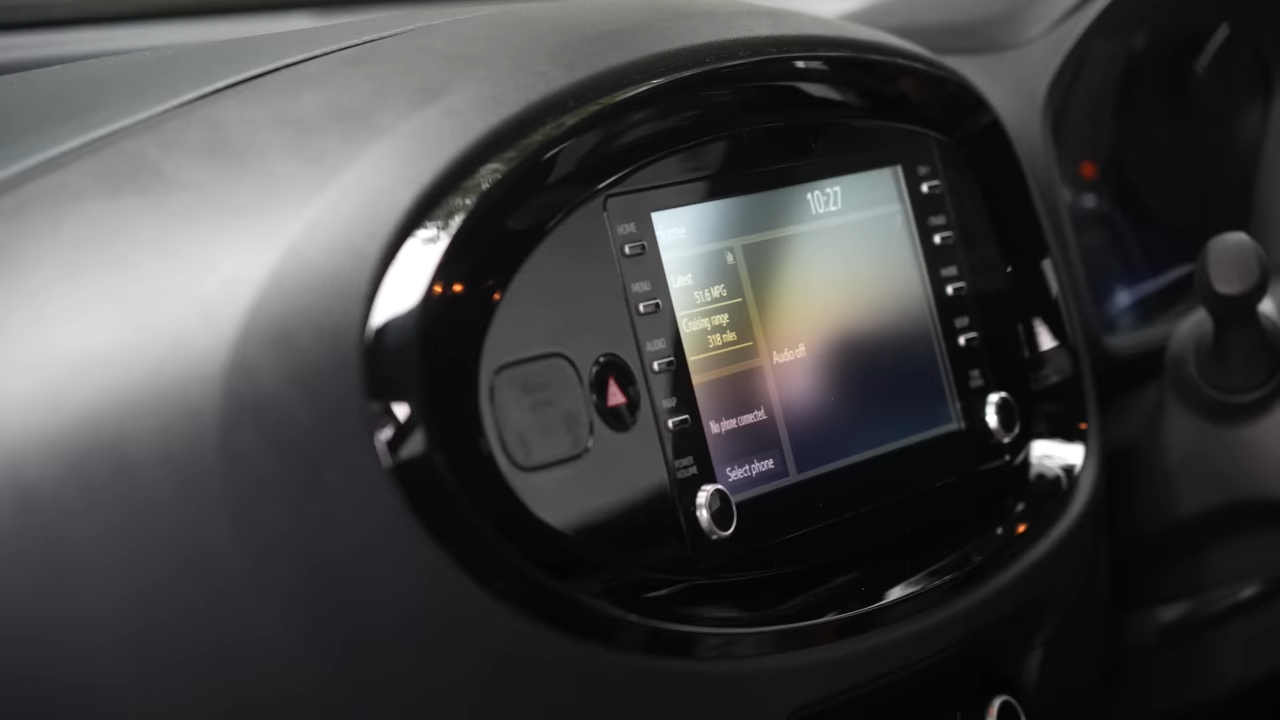 10:27
HOME
Home
MENU
Latest
51.6 MPG
Cruising range
318 miles
AUDIO
Audio off
MAP
No phone connected.
POWER
VOLUME
Select phone